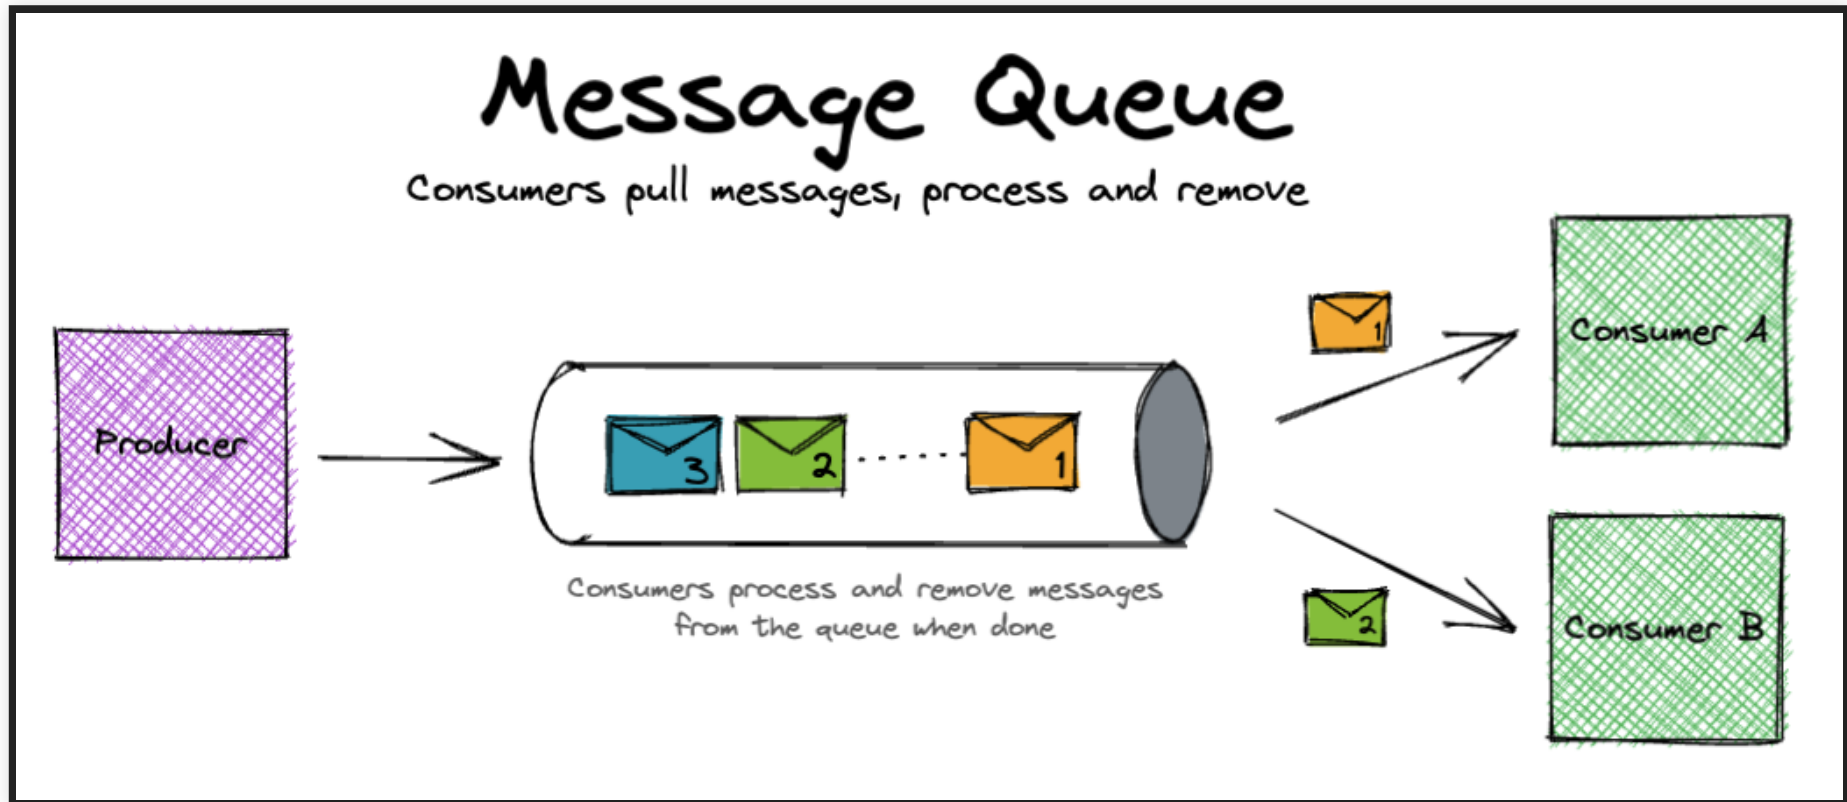 Message Queue
Consumers pull messages, process and remove
Producer
3
2
1
1
Consumer A
2
Consumer B
Consumers process and remove messages
from the queue when done